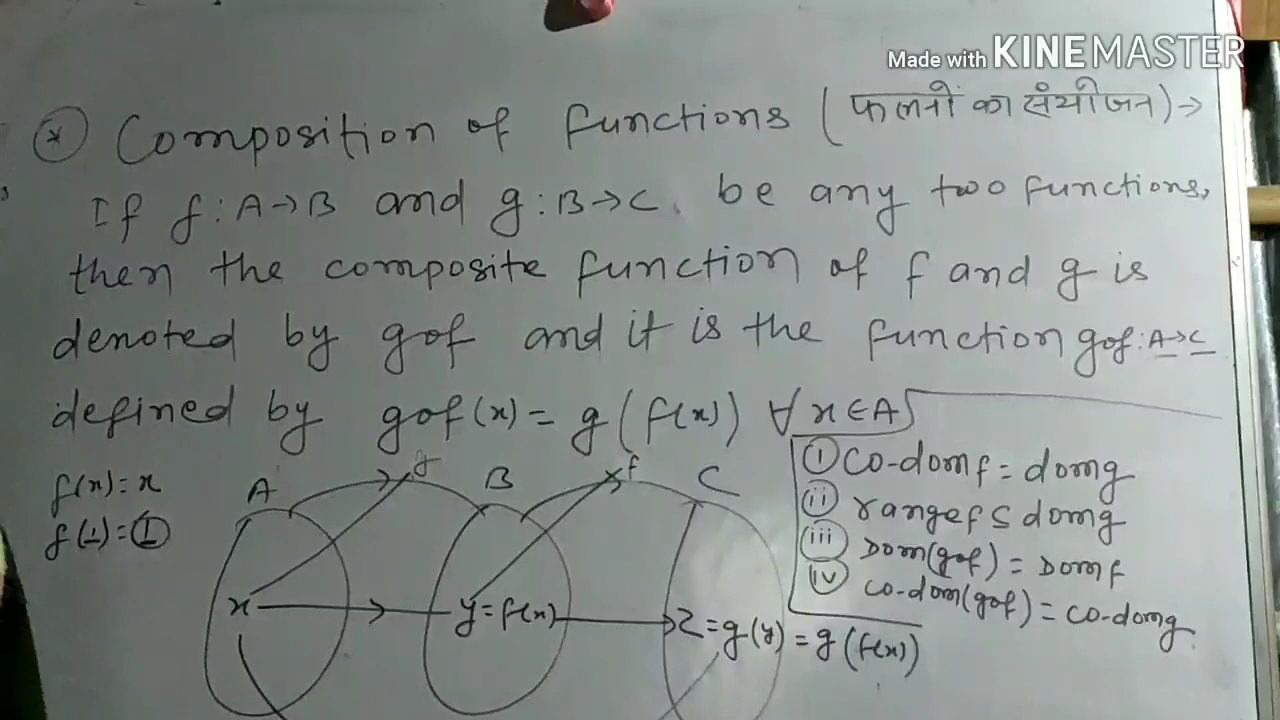 Made with KINEMASTER
* Composition of functions (फलनों का संयोजन) →
If f : A→B and g : B→C. be any two functions,
then the composite function of f and g is
denoted by gof and it is the function gof : A→C
defined by gof(x) = g(f(x)) ∀ x ∈ A
f(x) = x
f(1) = 1
A g B f C
(i) co-dom f = dom g
(ii) range f ⊆ dom g
(iii) Dom(gof) = Dom f
(iv) co-dom(gof) = co-dom g
x y = f(x) z = g(y) = g(f(x))